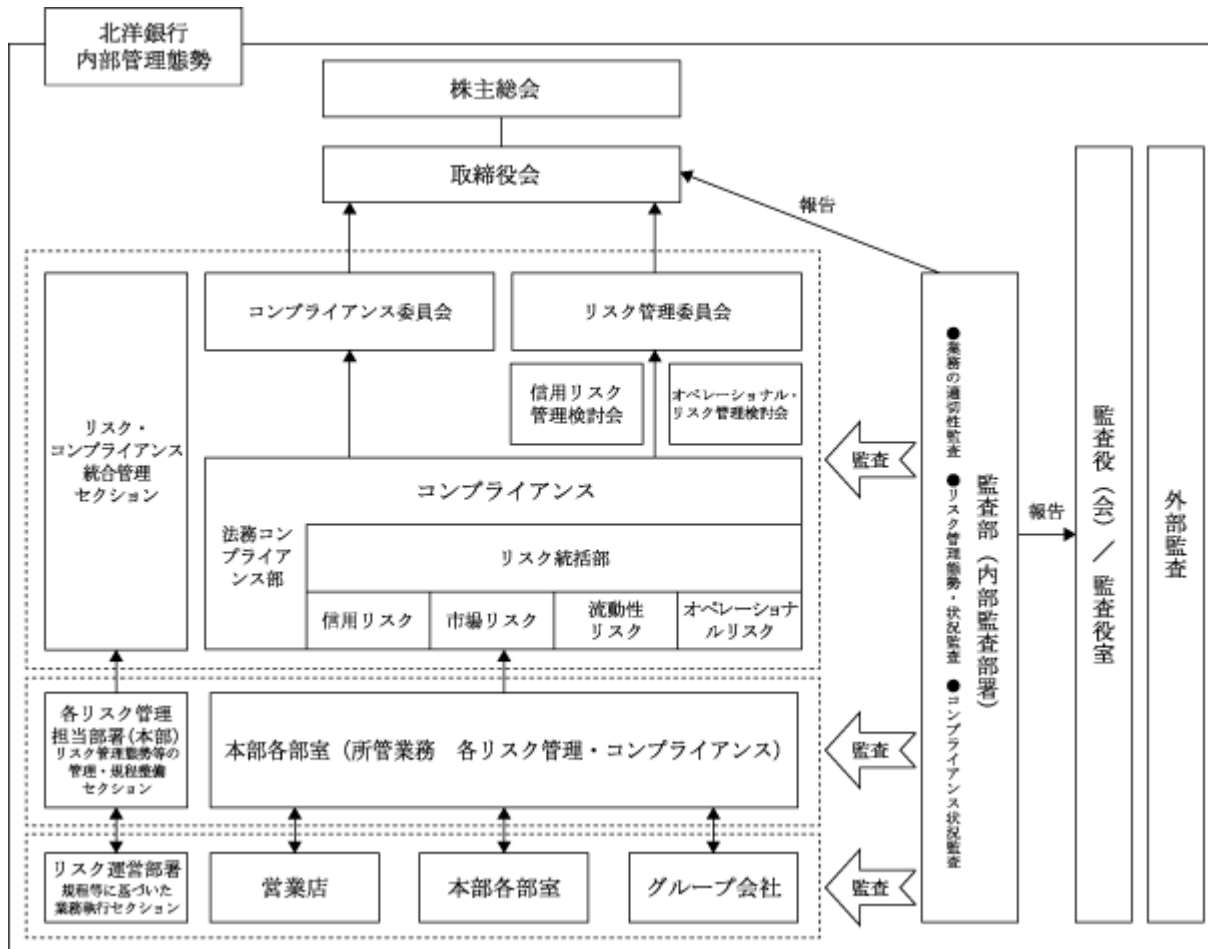 北洋銀行
内部管理態勢
株主総会
取締役会
報告
リスク・
コンプライアンス
統合管理
セクション
コンプライアンス委員会
リスク管理委員会
信用リスク
管理検討会
オペレーショナル・
リスク管理検討会
コンプライアンス
法務コン
プライア
ンス部
リスク統括部
信用リスク
市場リスク
流動性
リスク
オペレーショナ
ルリスク
監査
各リスク管理
担当部署(本部)
リスク管理態勢等の
管理・規程整備
セクション
本部各部室（所管業務　各リスク管理・コンプライアンス）
監査
リスク運営部署
規程等に基づいた
業務執行セクション
営業店
本部各部室
グループ会社
監査
監査部（内部監査部署）
●業務の適切性監査　●リスク管理態勢・状況監査　●コンプライアンス状況監査
報告
監査役（会）／監査役室
外部監査